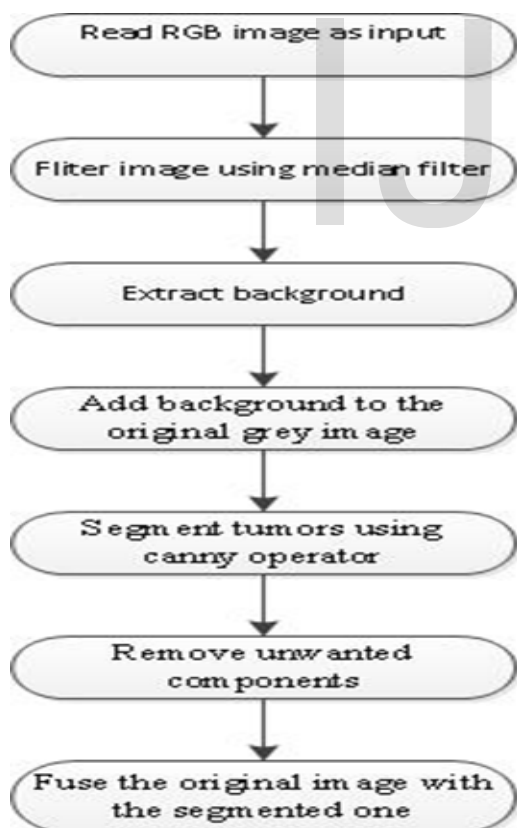 Read RGB image as input
IJ
Fliter image using median filter
Extract background
Add background to the
original grey image
Segment tumors using
canny operator
Remove unwanted
components
Fuse the original image with
the segmented one